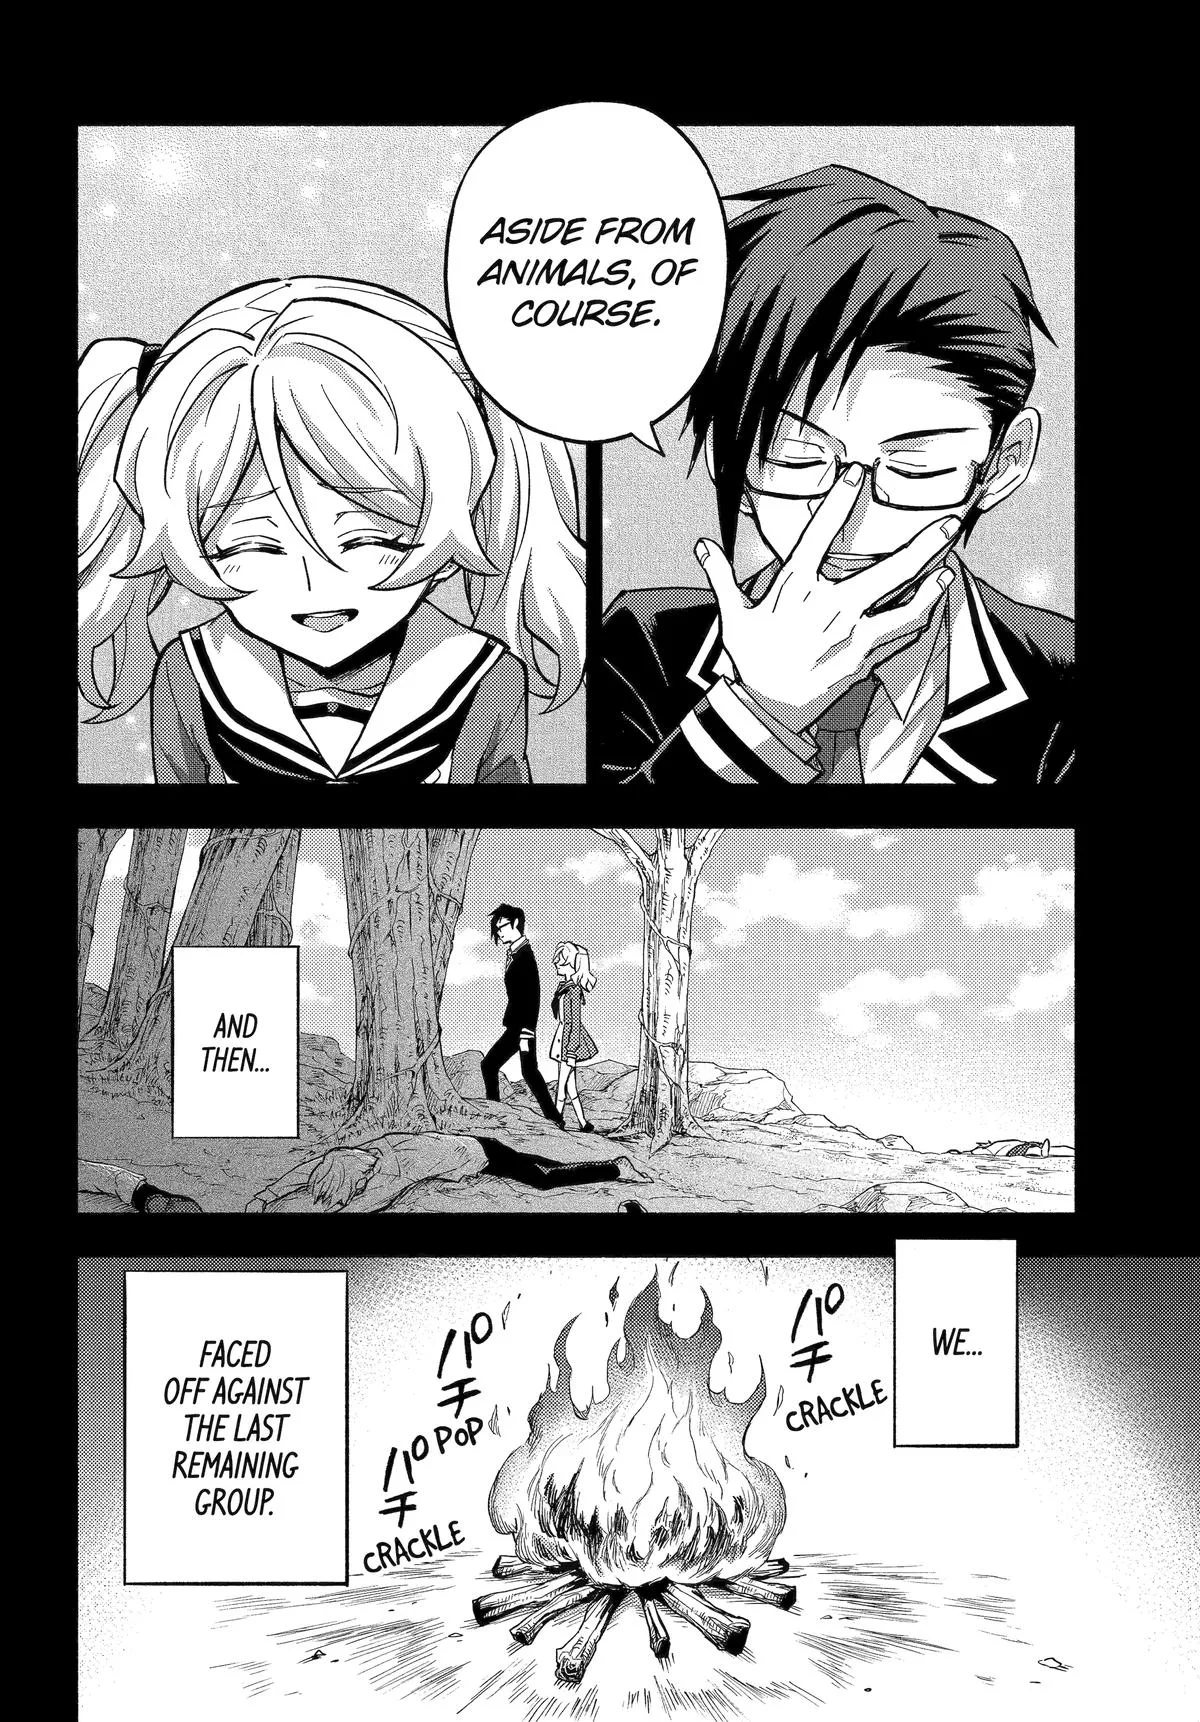 ASIDE FROM
ANIMALS, OF
COURSE.
AND
THEN...
WE...
パチ
CRACKLE
パチ
POP
パチ
CRACKLE
FACED
OFF AGAINST
THE LAST
REMAINING
GROUP.